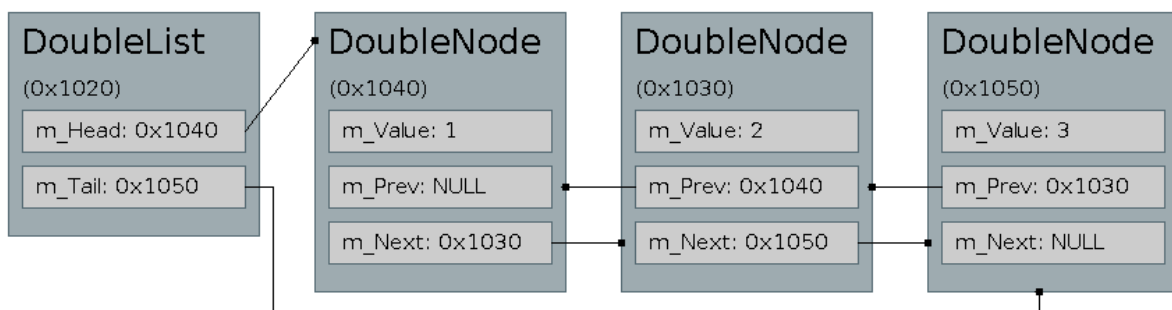 DoubleList
(0x1020)
m_Head: 0x1040
m_Tail: 0x1050
DoubleNode
(0x1040)
m_Value: 1
m_Prev: NULL
m_Next: 0x1030
DoubleNode
(0x1030)
m_Value: 2
m_Prev: 0x1040
m_Next: 0x1050
DoubleNode
(0x1050)
m_Value: 3
m_Prev: 0x1030
m_Next: NULL